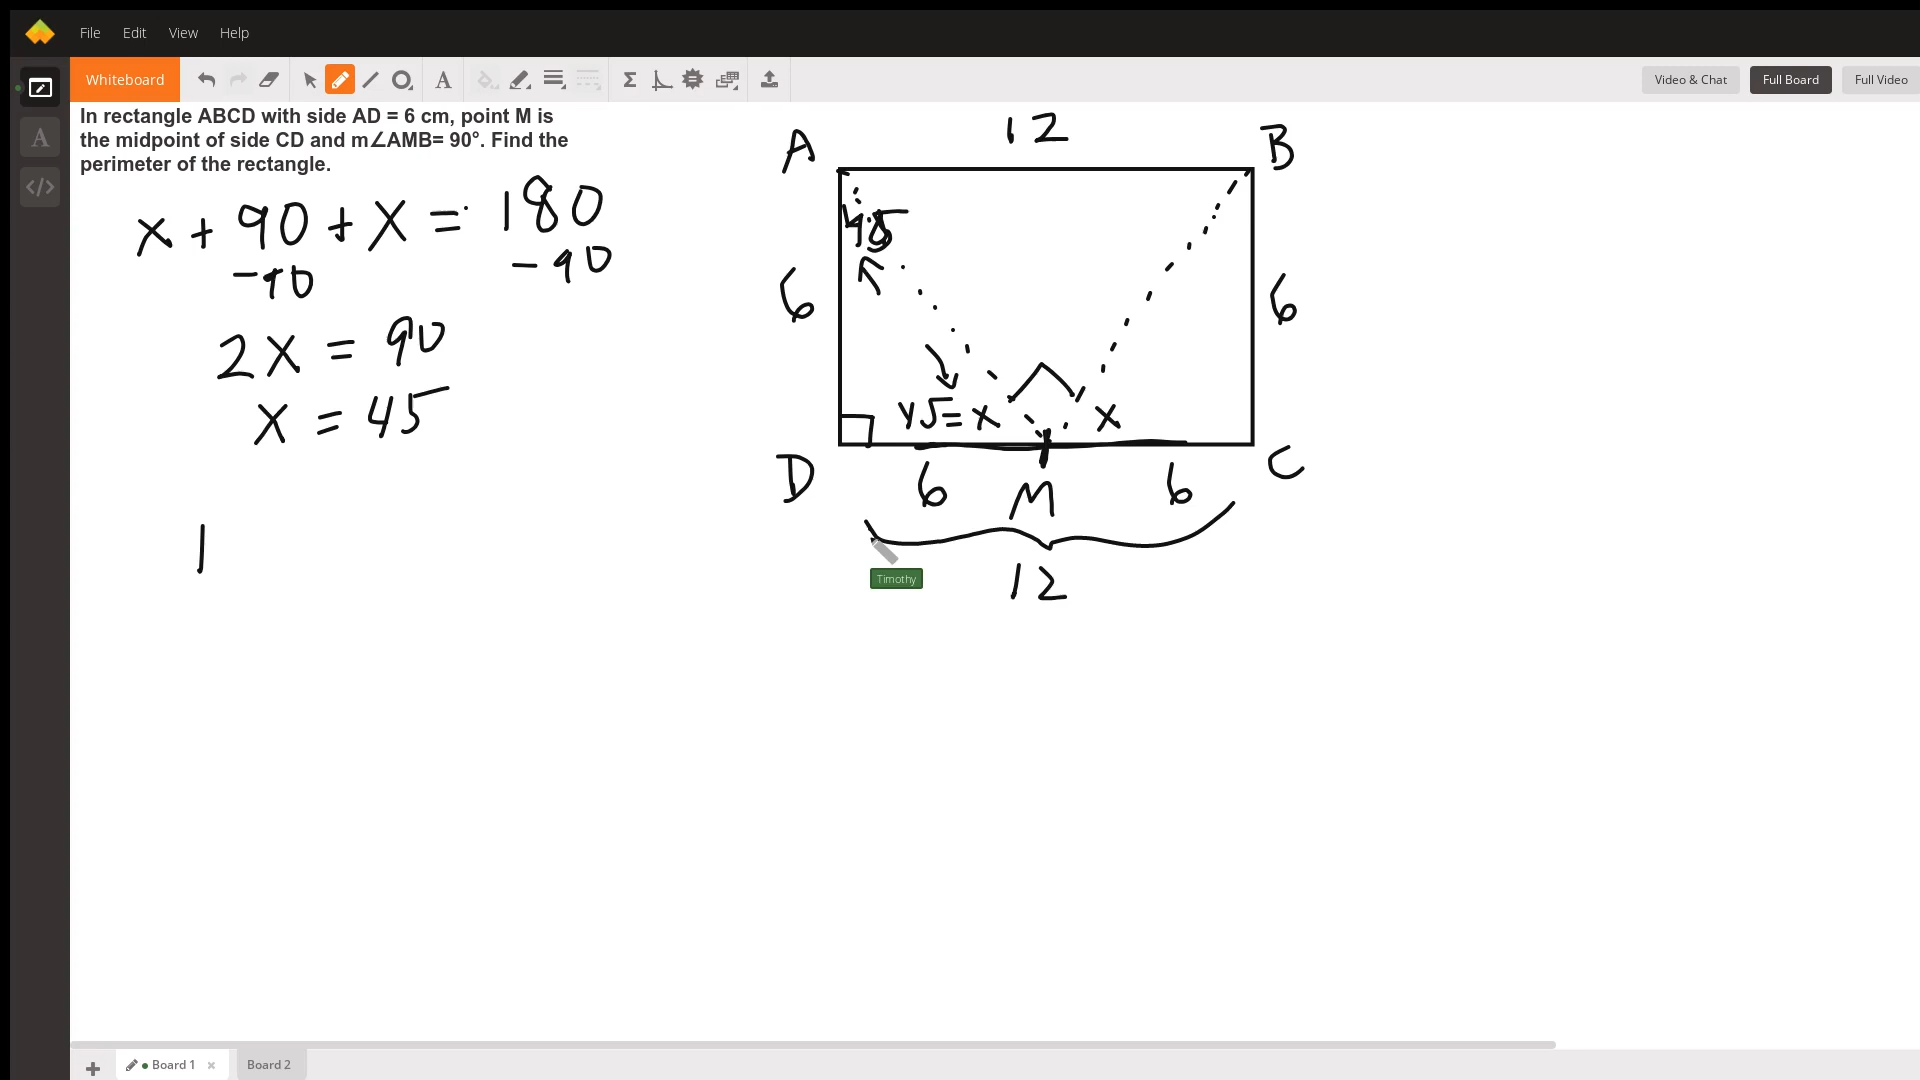 File Edit View Help
Whiteboard
Video & Chat Full Board Full Video
In rectangle ABCD with side AD = 6 cm, point M is
the midpoint of side CD and m∠AMB= 90°. Find the
perimeter of the rectangle.
x + 90 + x = 180
-90 -90
2x = 90
x = 45
1
A 12 B
45
6 6
45 = x x
D 6 M 6 C
12
Timothy
Board 1 Board 2